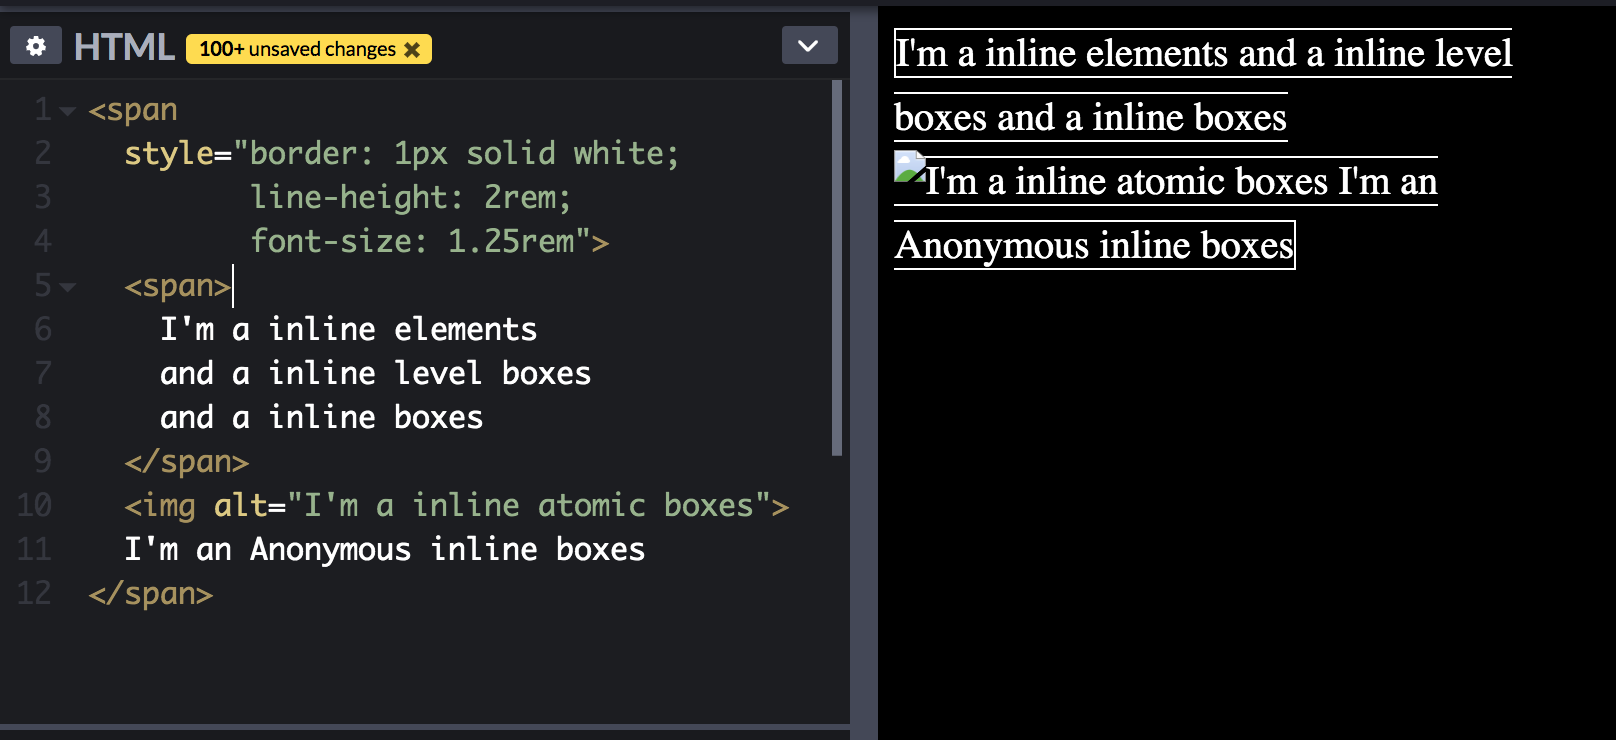 HTML 100+ unsaved changes
1 <span
2 style="border: 1px solid white;
3 line-height: 2rem;
4 font-size: 1.25rem">
5 <span>
6 I'm a inline elements
7 and a inline level boxes
8 and a inline boxes
9 </span>
10 <img alt="I'm a inline atomic boxes">
11 I'm an Anonymous inline boxes
12 </span>
I'm a inline elements and a inline level
boxes and a inline boxes
I'm a inline atomic boxes I'm an
Anonymous inline boxes